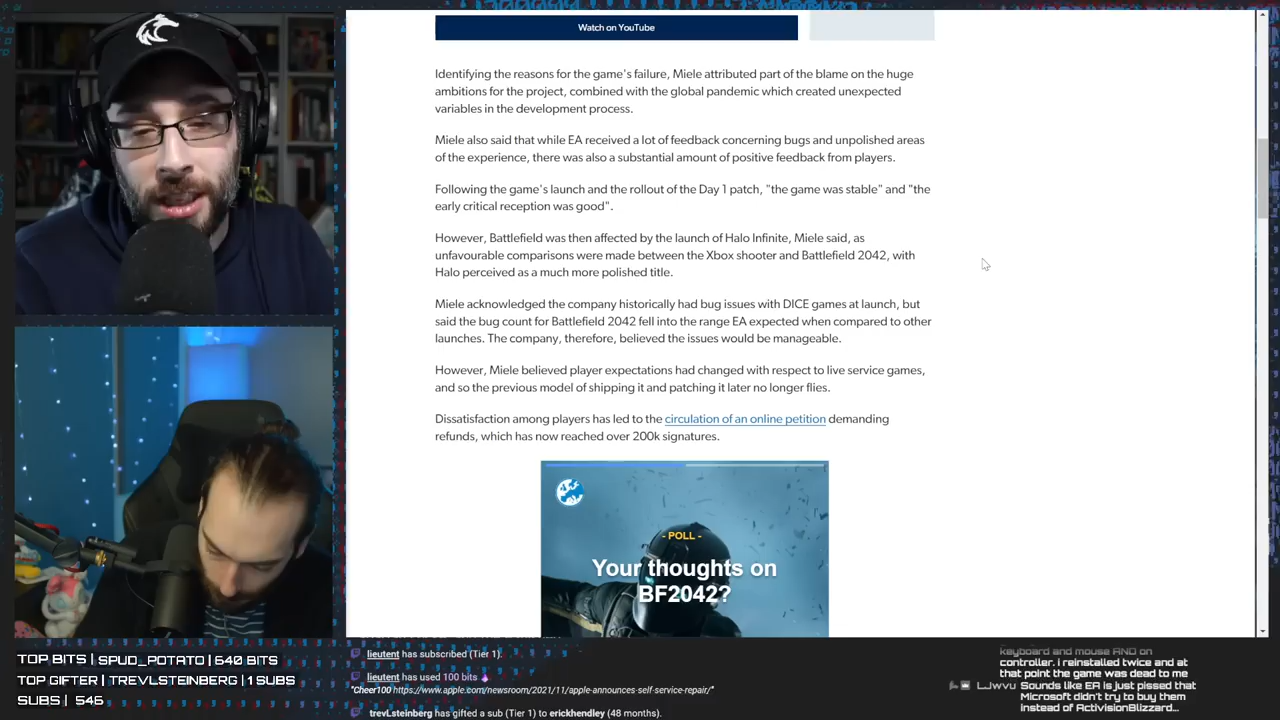 Watch on YouTube
Identifying the reasons for the game's failure, Miele attributed part of the blame on the huge
ambitions for the project, combined with the global pandemic which created unexpected
variables in the development process.
Miele also said that while EA received a lot of feedback concerning bugs and unpolished areas
of the experience, there was also a substantial amount of positive feedback from players.
Following the game's launch and the rollout of the Day 1 patch, "the game was stable" and "the
early critical reception was good".
However, Battlefield was then affected by the launch of Halo Infinite, Miele said, as
unfavourable comparisons were made between the Xbox shooter and Battlefield 2042, with
Halo perceived as a much more polished title.
Miele acknowledged the company historically had bug issues with DICE games at launch, but
said the bug count for Battlefield 2042 fell into the range EA expected when compared to other
launches. The company, therefore, believed the issues would be manageable.
However, Miele believed player expectations had changed with respect to live service games,
and so the previous model of shipping it and patching it later no longer flies.
Dissatisfaction among players has led to the circulation of an online petition demanding
refunds, which has now reached over 200k signatures.
- POLL -
Your thoughts on
BF2042?
TOP BITS | SPUD_POTATO | 640 BITS
TOP GIFTER | TREVLSTEINBERG | 1 SUBS
SUBS | 546
lieutent has subscribed (Tier 1).
lieutent has used 100 bits
"Cheer100 https://www.apple.com/newsroom/2021/11/apple-announces-self-service-repair/"
trevLsteinberg has gifted a sub (Tier 1) to erickhendley (48 months).
keyboard and mouse AND on
controller. i reinstalled twice and at
that point the game was dead to me
LJwvu Sounds like EA is just pissed that
Microsoft didn't try to buy them
instead of ActivisionBlizzard...